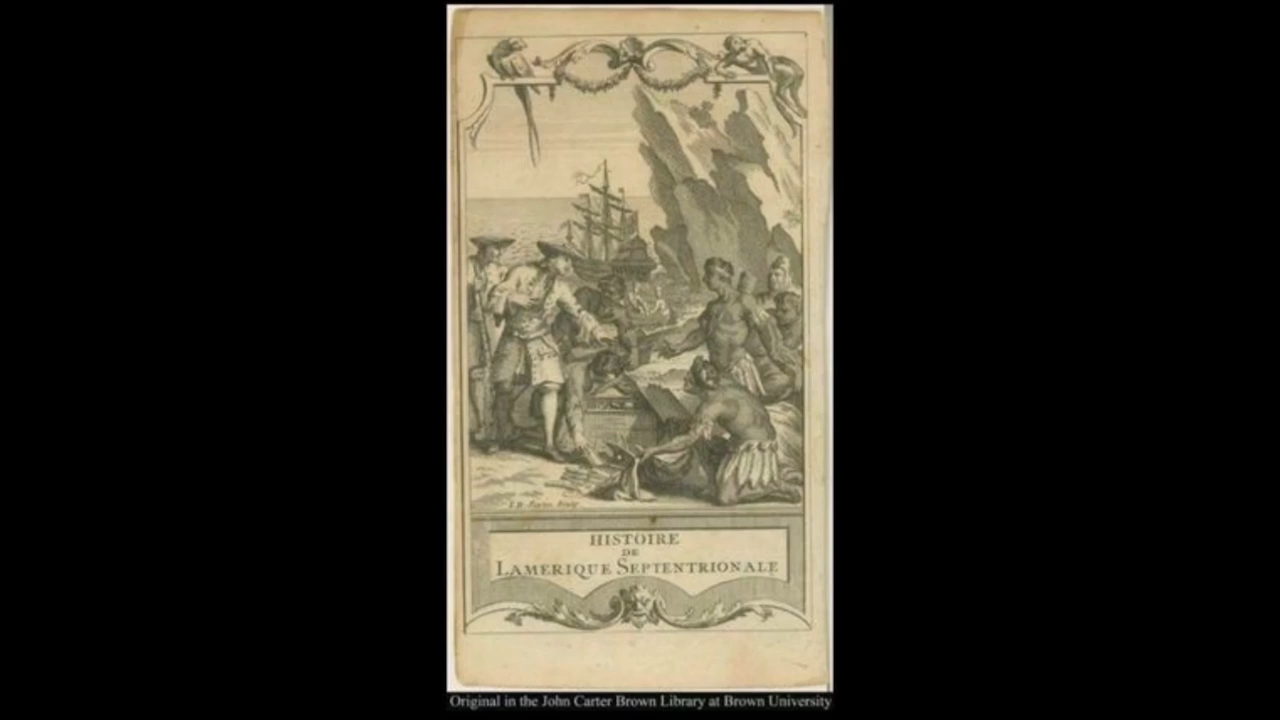 HISTOIRE
DE
LAMERIQUE SEPTENTRIONALE
Original in the John Carter Brown Library at Brown University